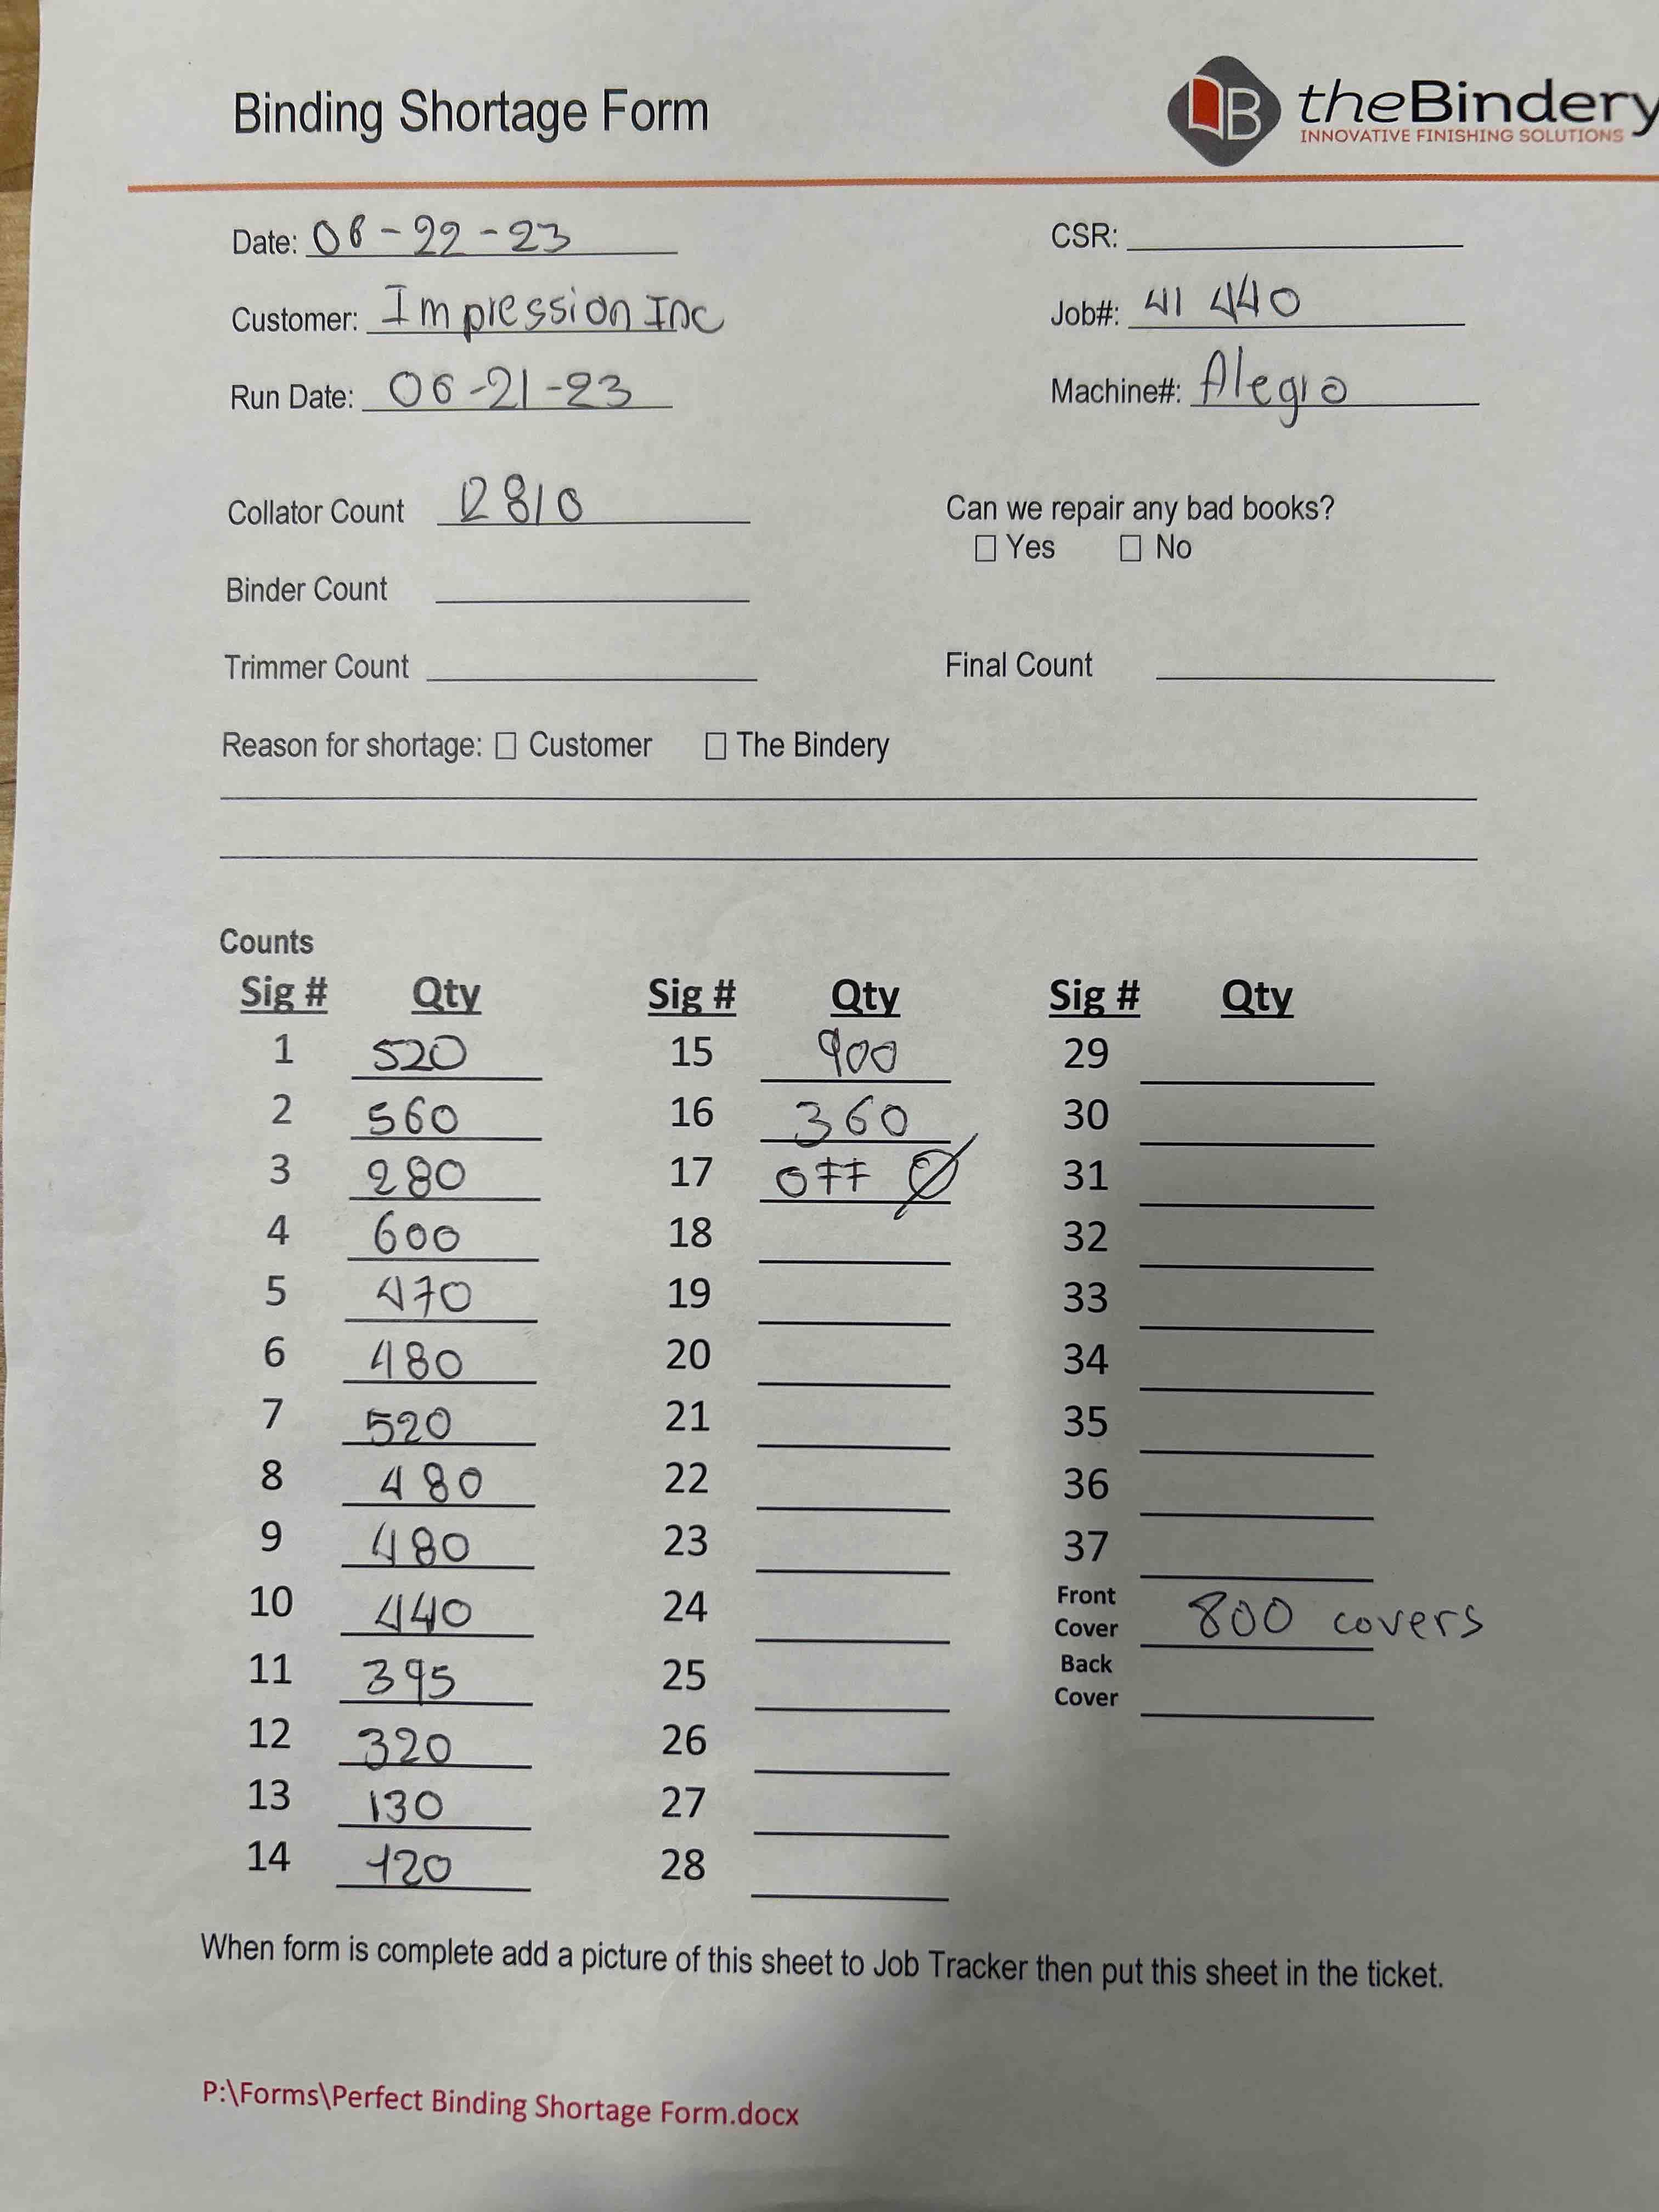 Binding Shortage Form
B theBindery
INNOVATIVE FINISHING SOLUTIONS
Date: 06-22-23 CSR:
Customer: Impression Inc Job#: 41 440
Run Date: 06-21-23 Machine#: Alegro
Collator Count 2810 Can we repair any bad books?
☐ Yes ☐ No
Binder Count
Trimmer Count Final Count
Reason for shortage: ☐ Customer ☐ The Bindery
Counts
Sig # Qty Sig # Qty Sig # Qty
1 520 15 900 29
2 560 16 360 30
3 280 17 off Ø 31
4 600 18 32
5 470 19 33
6 480 20 34
7 520 21 35
8 480 22 36
9 480 23 37
10 440 24 Front Cover 800 covers
11 395 25 Back Cover
12 320 26
13 130 27
14 120 28
When form is complete add a picture of this sheet to Job Tracker then put this sheet in the ticket.
P:\Forms\Perfect Binding Shortage Form.docx